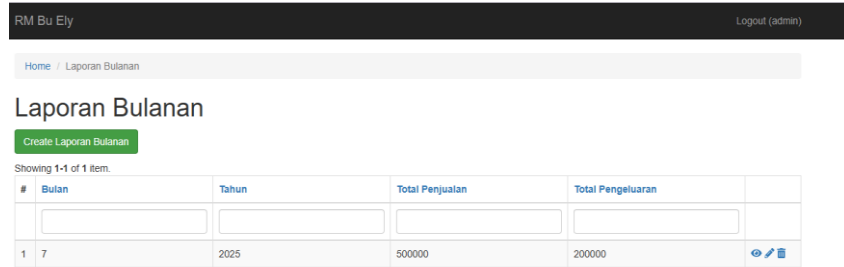 RM Bu Ely Logout (admin)
Home / Laporan Bulanan
Laporan Bulanan
Create Laporan Bulanan
Showing 1-1 of 1 item.
# Bulan Tahun Total Penjualan Total Pengeluaran
1 7 2025 500000 200000